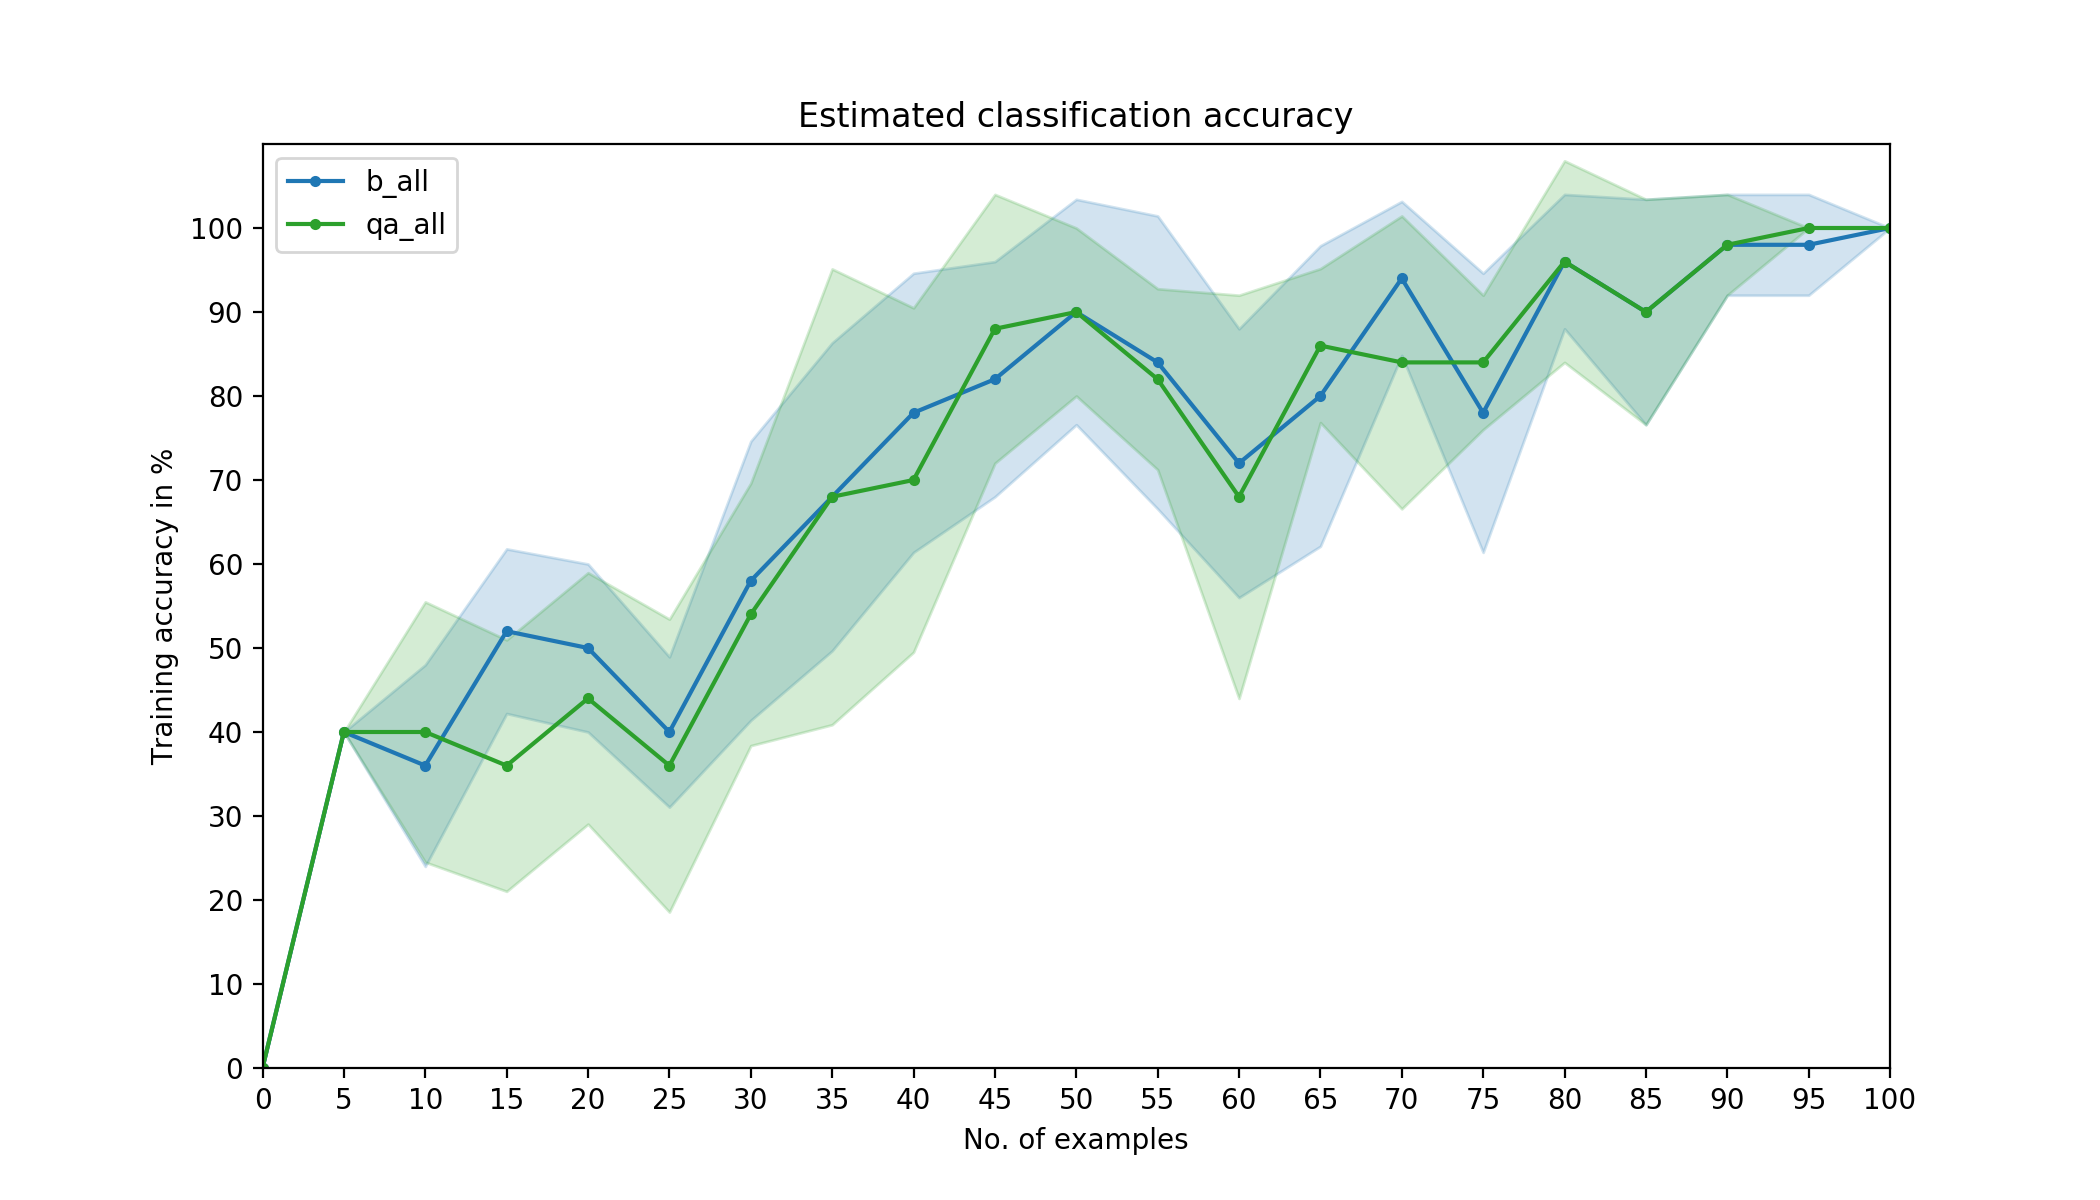 Estimated classification accuracy
b_all
qa_all
100
90
80
70
60
50
40
30
20
10
0
Training accuracy in %
0 5 10 15 20 25 30 35 40 45 50 55 60 65 70 75 80 85 90 95 100
No. of examples